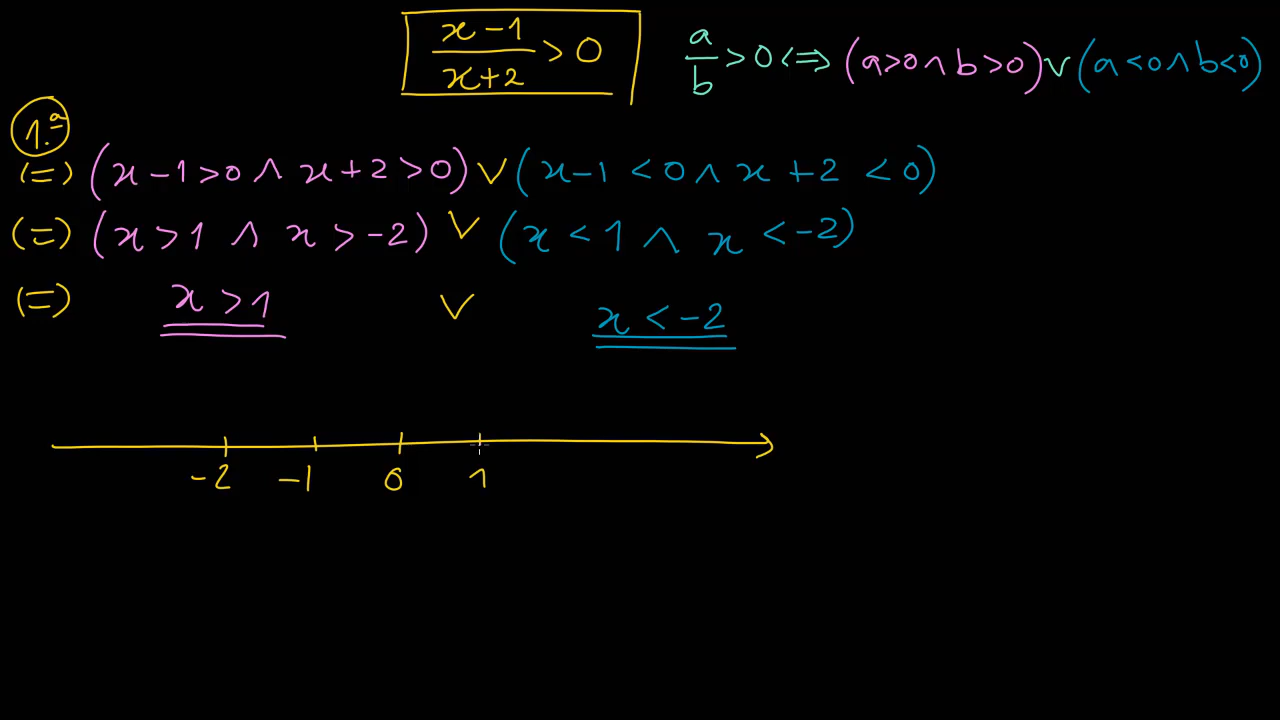 (x-1)/(x+2) > 0
a/b > 0 <=> (a>0 ∧ b>0) ∨ (a<0 ∧ b<0)
1.ª
(=) (x-1>0 ∧ x+2>0) ∨ (x-1<0 ∧ x+2<0)
(=) (x>1 ∧ x>-2) ∨ (x<1 ∧ x<-2)
(=) x>1 ∨ x<-2
-2 -1 0 1